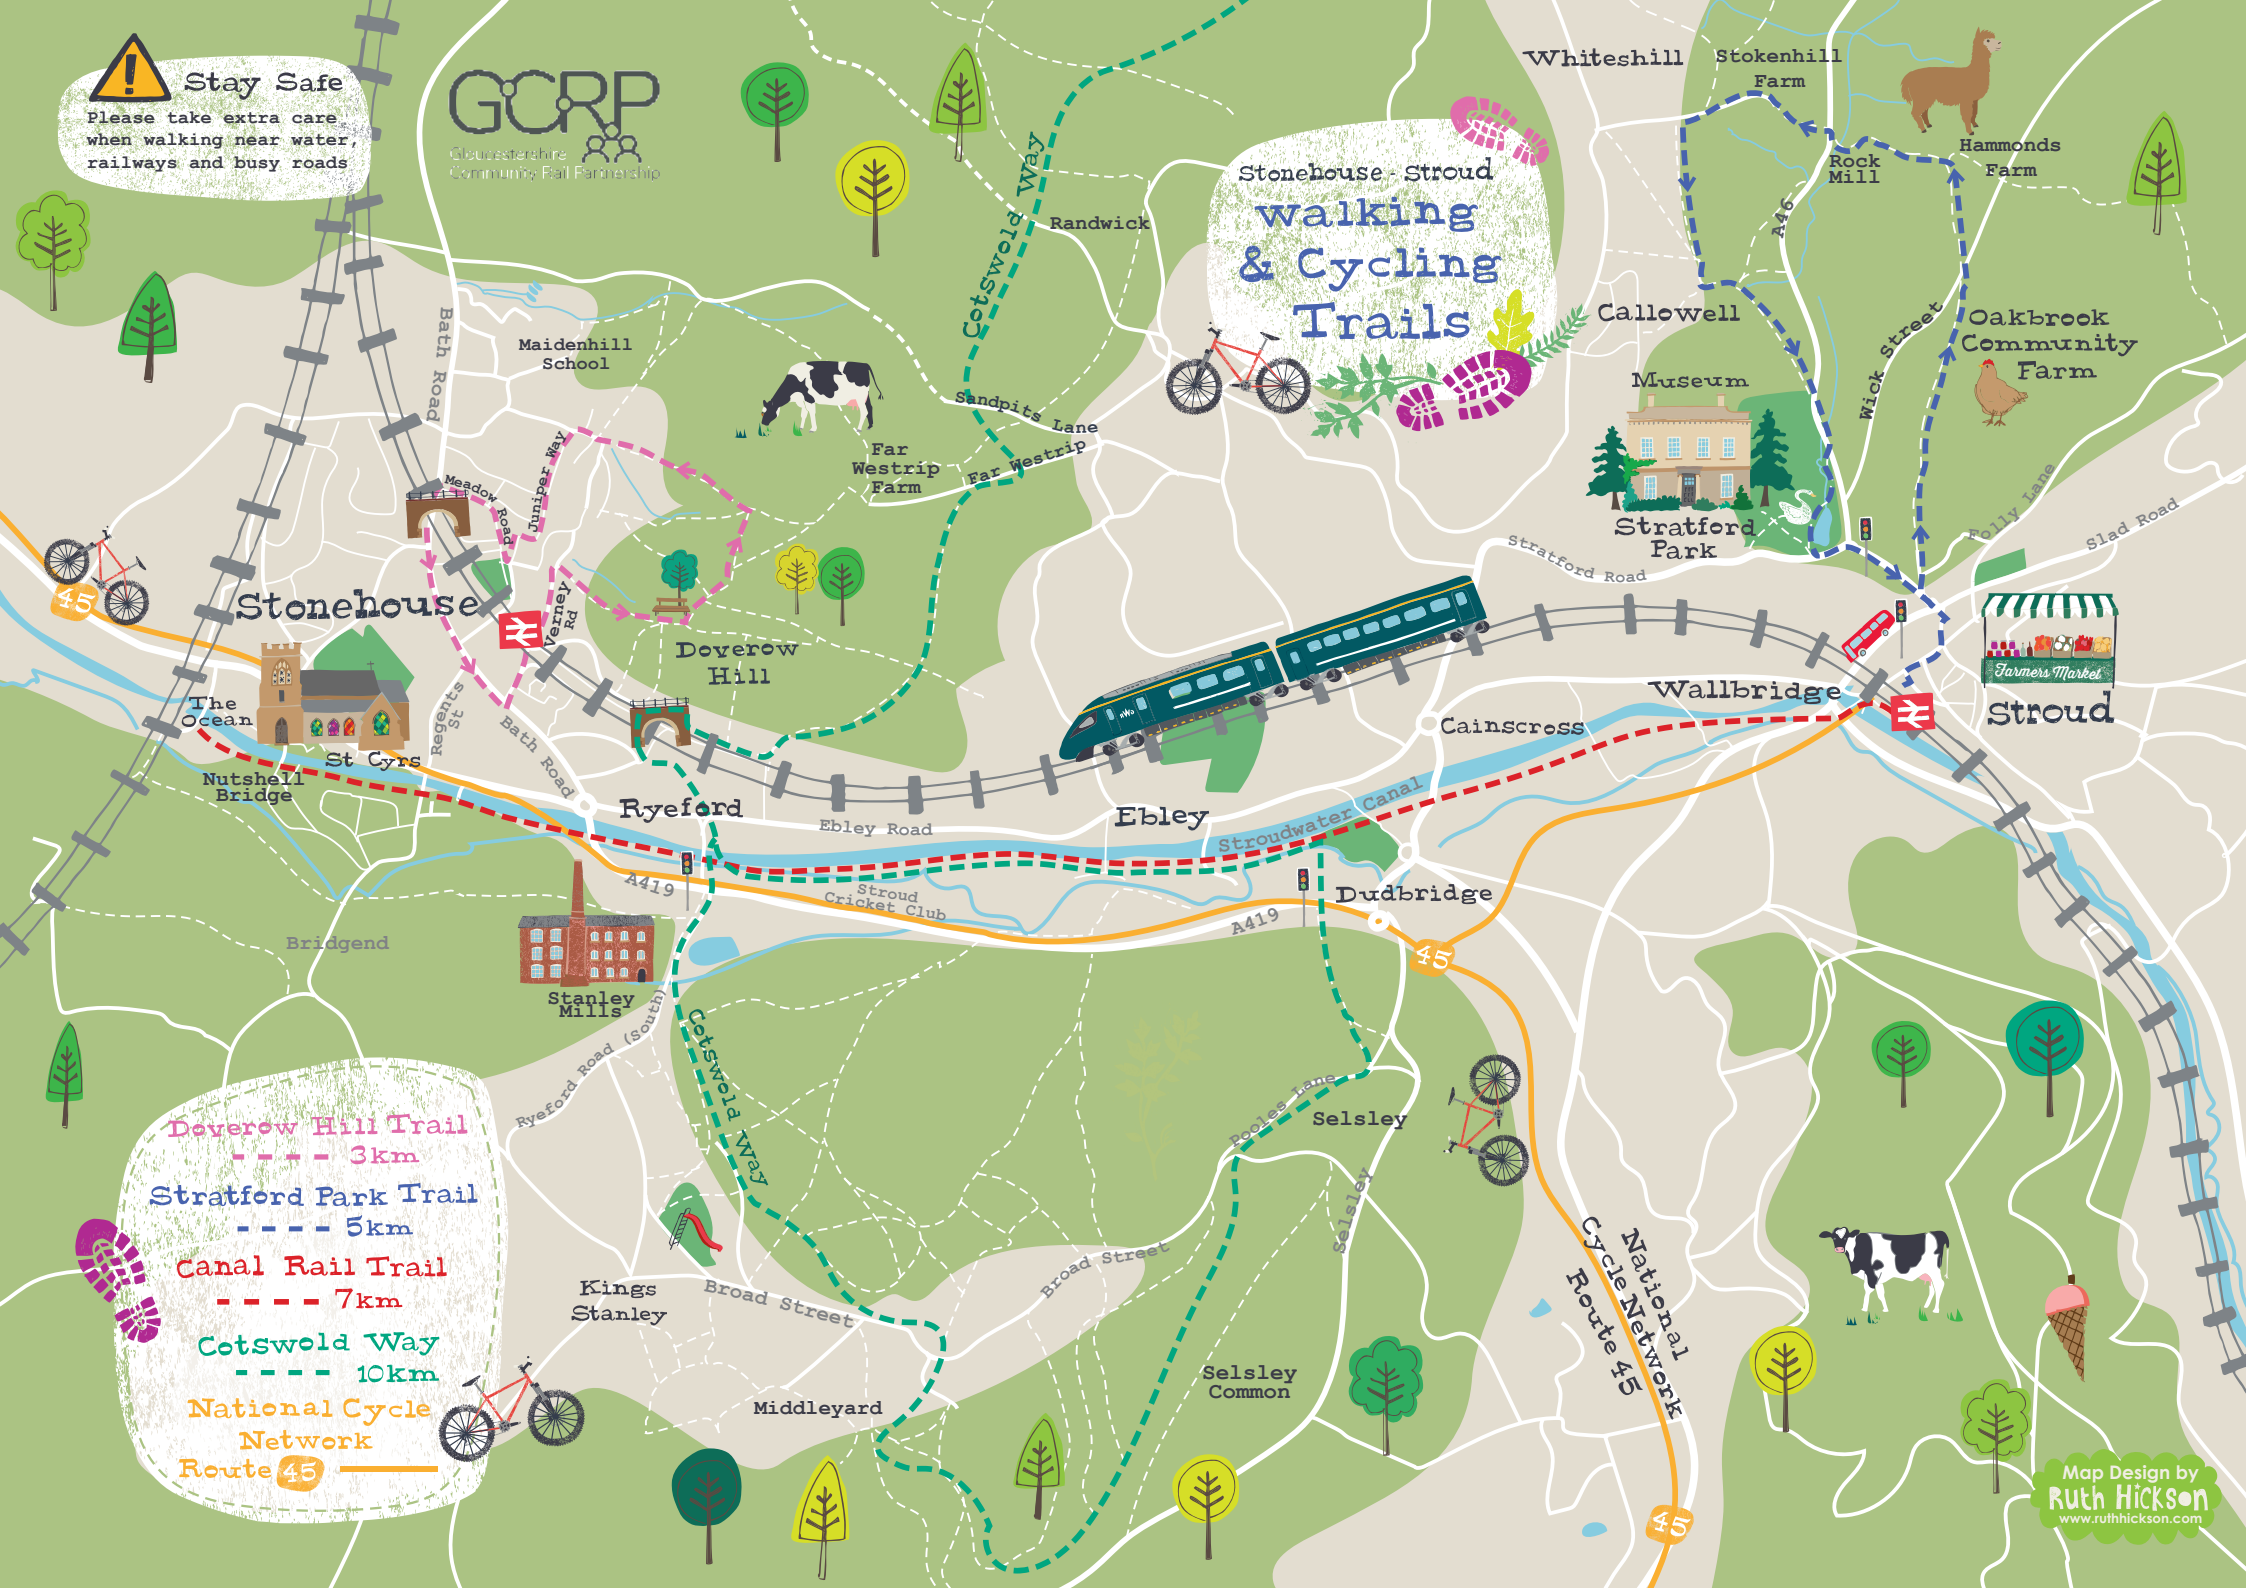 Stay Safe
Please take extra care
when walking near water,
railways and busy roads
GCRP
Gloucestershire
Community Rail Partnership
Stonehouse - Stroud
walking
& Cycling
Trails
Whiteshill
Stokenhill
Farm
Hammonds
Farm
Rock
Mill
A46
Wick Street
Callowell
Oakbrook
Community
Farm
Museum
Stratford
Park
Stratford Road
Folly Lane
Slad Road
Farmers Market
Stroud
Wallbridge
Cainscross
Randwick
Cotswold Way
Sandpits Lane
Far Westrip
Far
Westrip
Farm
Maidenhill
School
Bath Road
Meadow
Road
Juniper Way
Verney
Rd
Stonehouse
45
Doverow
Hill
The
Ocean
Nutshell
Bridge
St Cyrs
Regents
St
Bath Road
Ryeford
Ebley Road
Ebley
GWR
Stroudwater Canal
Dudbridge
A419
Stroud
Cricket Club
A419
45
Bridgend
Stanley
Mills
Ryeford Road (South)
Cotswold Way
Pooles Lane
Selsley
Selsley
Kings
Stanley
Broad Street
Broad Street
Middleyard
Selsley
Common
National
Cycle Network
Route 45
45
Doverow Hill Trail
3km
Stratford Park Trail
5km
Canal Rail Trail
7km
Cotswold Way
10km
National Cycle
Network
Route 45
Map Design by
Ruth Hickson
www.ruthhickson.com